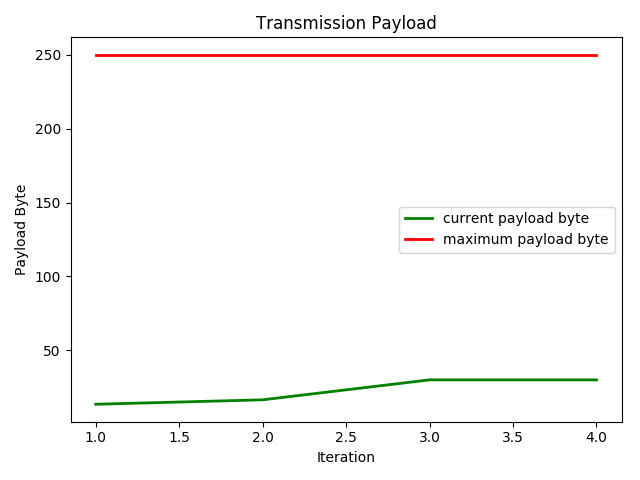 Transmission Payload
Payload Byte
250
200
150
100
50
current payload byte
maximum payload byte
1.0 1.5 2.0 2.5 3.0 3.5 4.0
Iteration